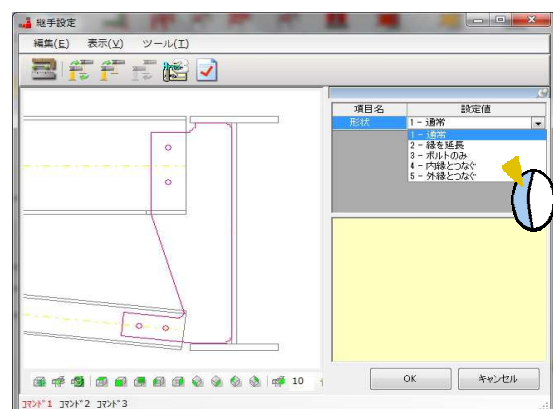 継手設定
編集(E) 表示(V) ツール(T)
項目名 設定値
形状 1 - 通常
1 - 通常
2 - 縁を延長
3 - ボルトのみ
4 - 内縁とつなぐ
5 - 外縁とつなぐ
10
OK キャンセル
コマンド1 コマンド2 コマンド3